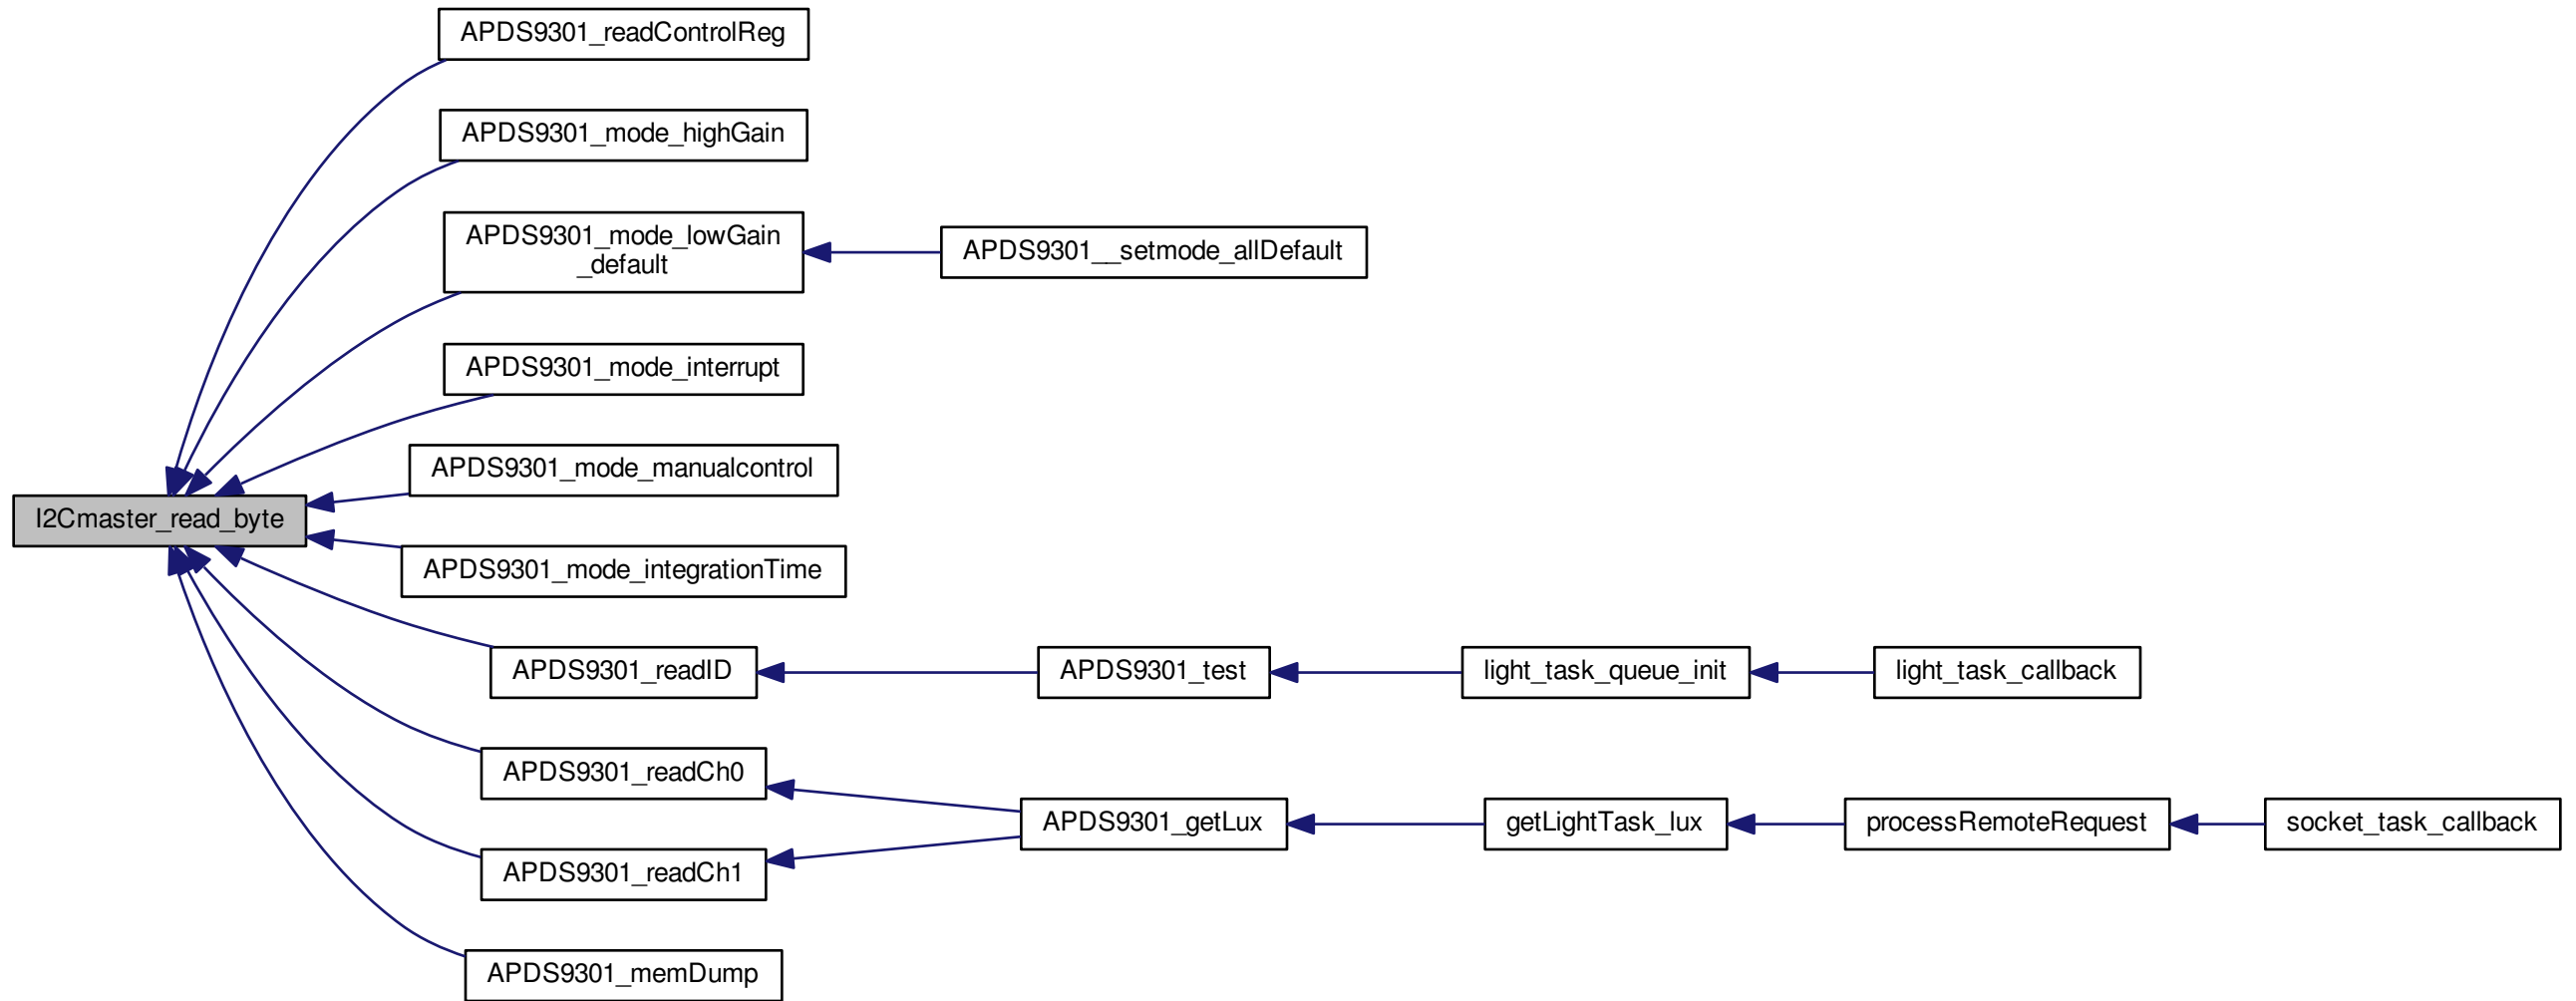 APDS9301_readControlReg
APDS9301_mode_highGain
APDS9301_mode_lowGain
_default
APDS9301__setmode_allDefault
APDS9301_mode_interrupt
APDS9301_mode_manualcontrol
I2Cmaster_read_byte
APDS9301_mode_integrationTime
APDS9301_readID
APDS9301_test
light_task_queue_init
light_task_callback
APDS9301_readCh0
APDS9301_getLux
getLightTask_lux
processRemoteRequest
socket_task_callback
APDS9301_readCh1
APDS9301_memDump